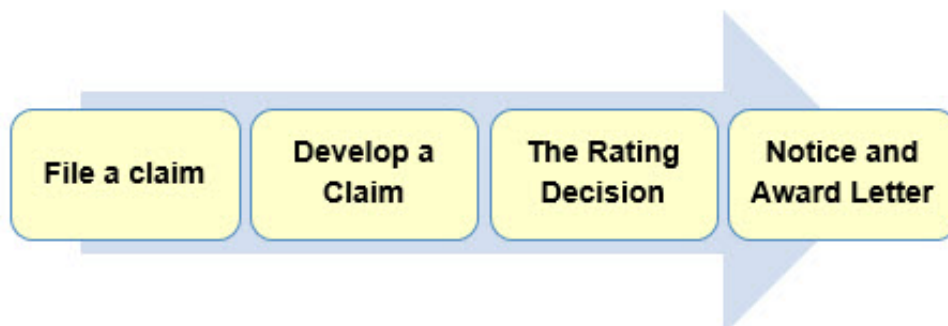 File a claim
Develop a
Claim
The Rating
Decision
Notice and
Award Letter